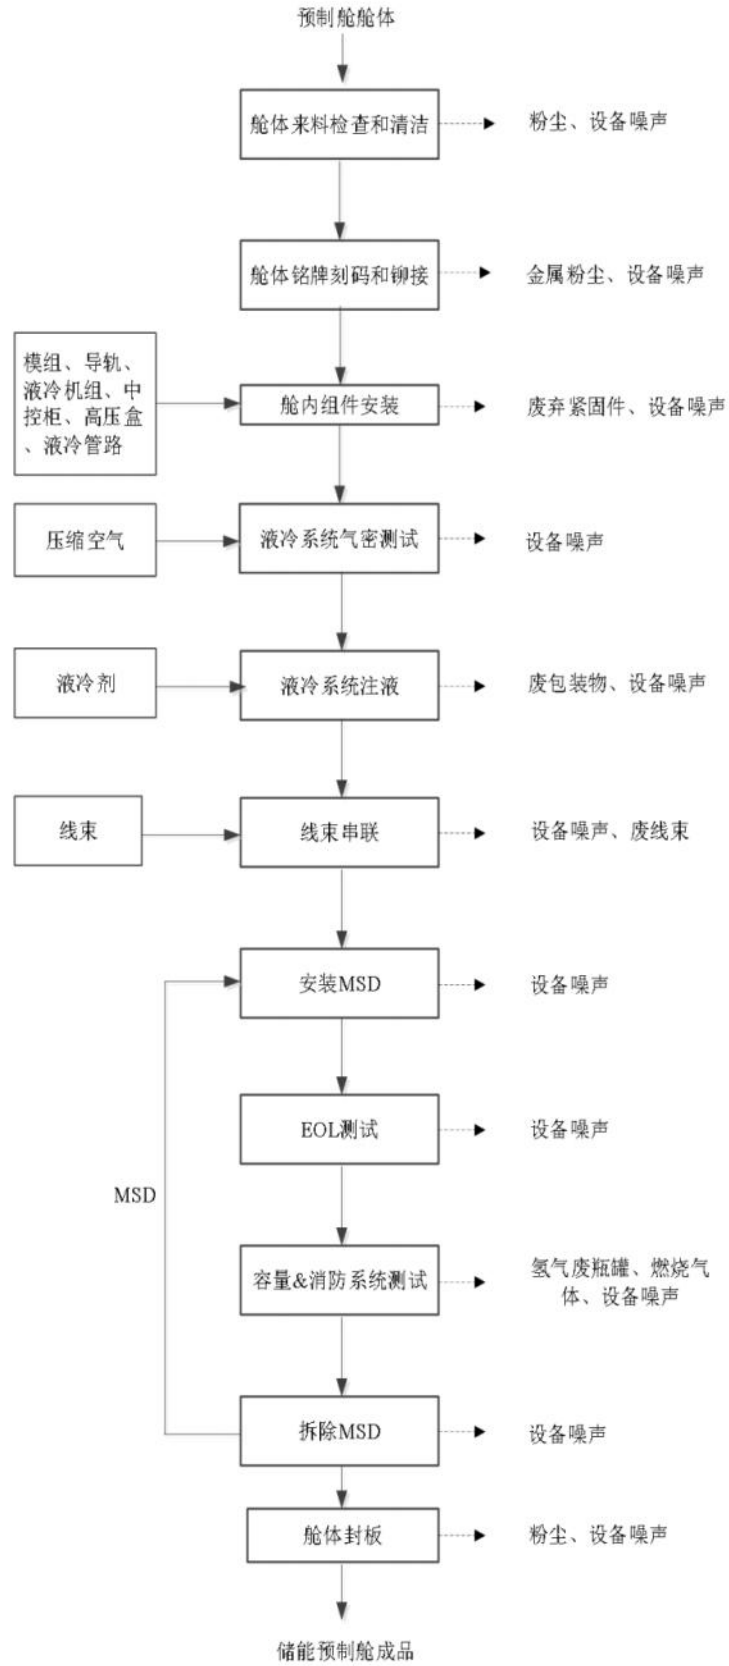 预制舱舱体
舱体来料检查和清洁
粉尘、设备噪声
舱体铭牌刻码和铆接
金属粉尘、设备噪声
模组、导轨、
液冷机组、中
控柜、高压盒
、液冷管路
舱内组件安装
废弃紧固件、设备噪声
压缩空气
液冷系统气密测试
设备噪声
液冷剂
液冷系统注液
废包装物、设备噪声
线束
线束串联
设备噪声、废线束
安装MSD
设备噪声
EOL测试
设备噪声
MSD
容量&消防系统测试
氢气废瓶罐、燃烧气
体、设备噪声
拆除MSD
设备噪声
舱体封板
粉尘、设备噪声
储能预制舱成品